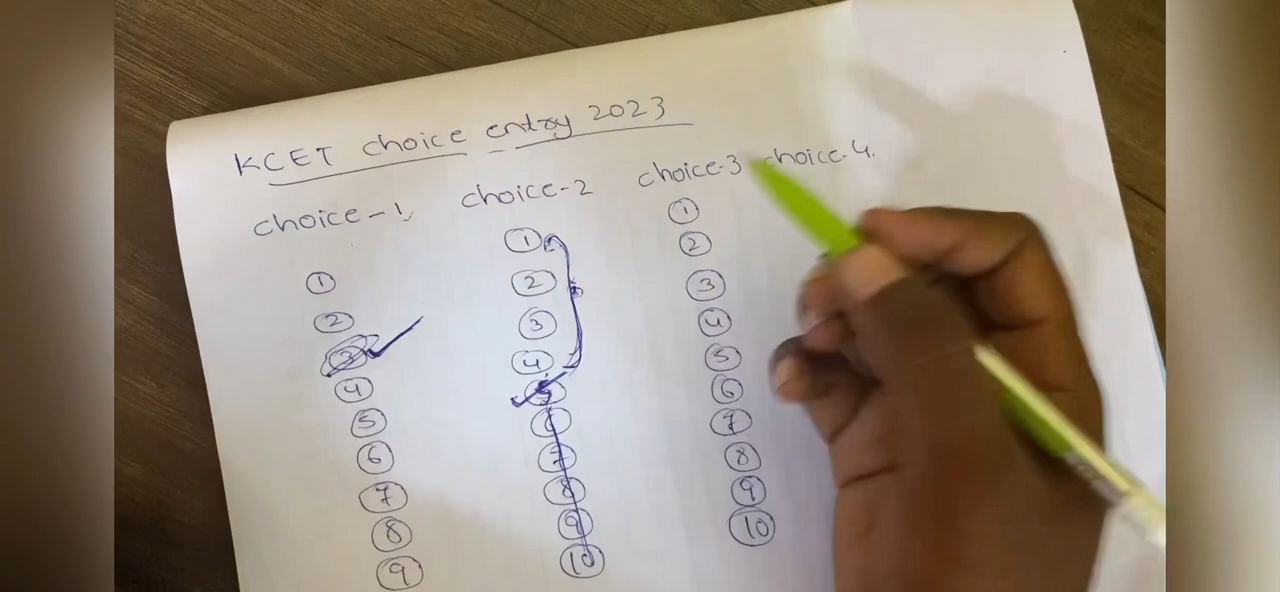 KCET choice entry 2023
choice-1 choice-2 choice-3 choice-4.
① ① ①
② ② ②
③ ③ ③
④ ④ ④
⑤ ⑤ ⑤
⑥ ⑥ ⑥
⑦ ⑦ ⑦
⑧ ⑧ ⑧
⑨ ⑨ ⑨
⑩ ⑩